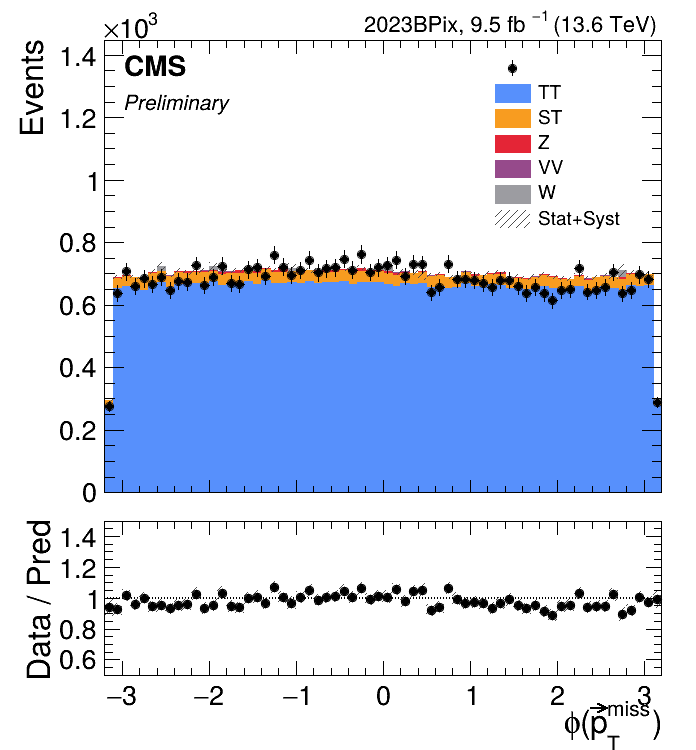 ×10³
2023BPix, 9.5 fb ⁻¹ (13.6 TeV)
Events
CMS
Preliminary
TT
ST
Z
VV
W
Stat+Syst
1.4
1.2
1
0.8
0.6
0.4
0.2
0
Data / Pred
1.4
1.2
1
0.8
0.6
−3 −2 −1 0 1 2 3
ϕ(p⃗_T^miss)